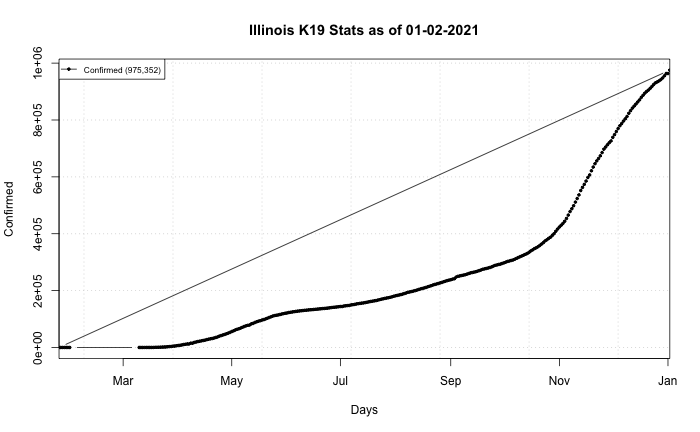 Illinois K19 Stats as of 01-02-2021
Confirmed (975,352)
1e+06
8e+05
6e+05
4e+05
2e+05
0e+00
Confirmed
Mar May Jul Sep Nov Jan
Days